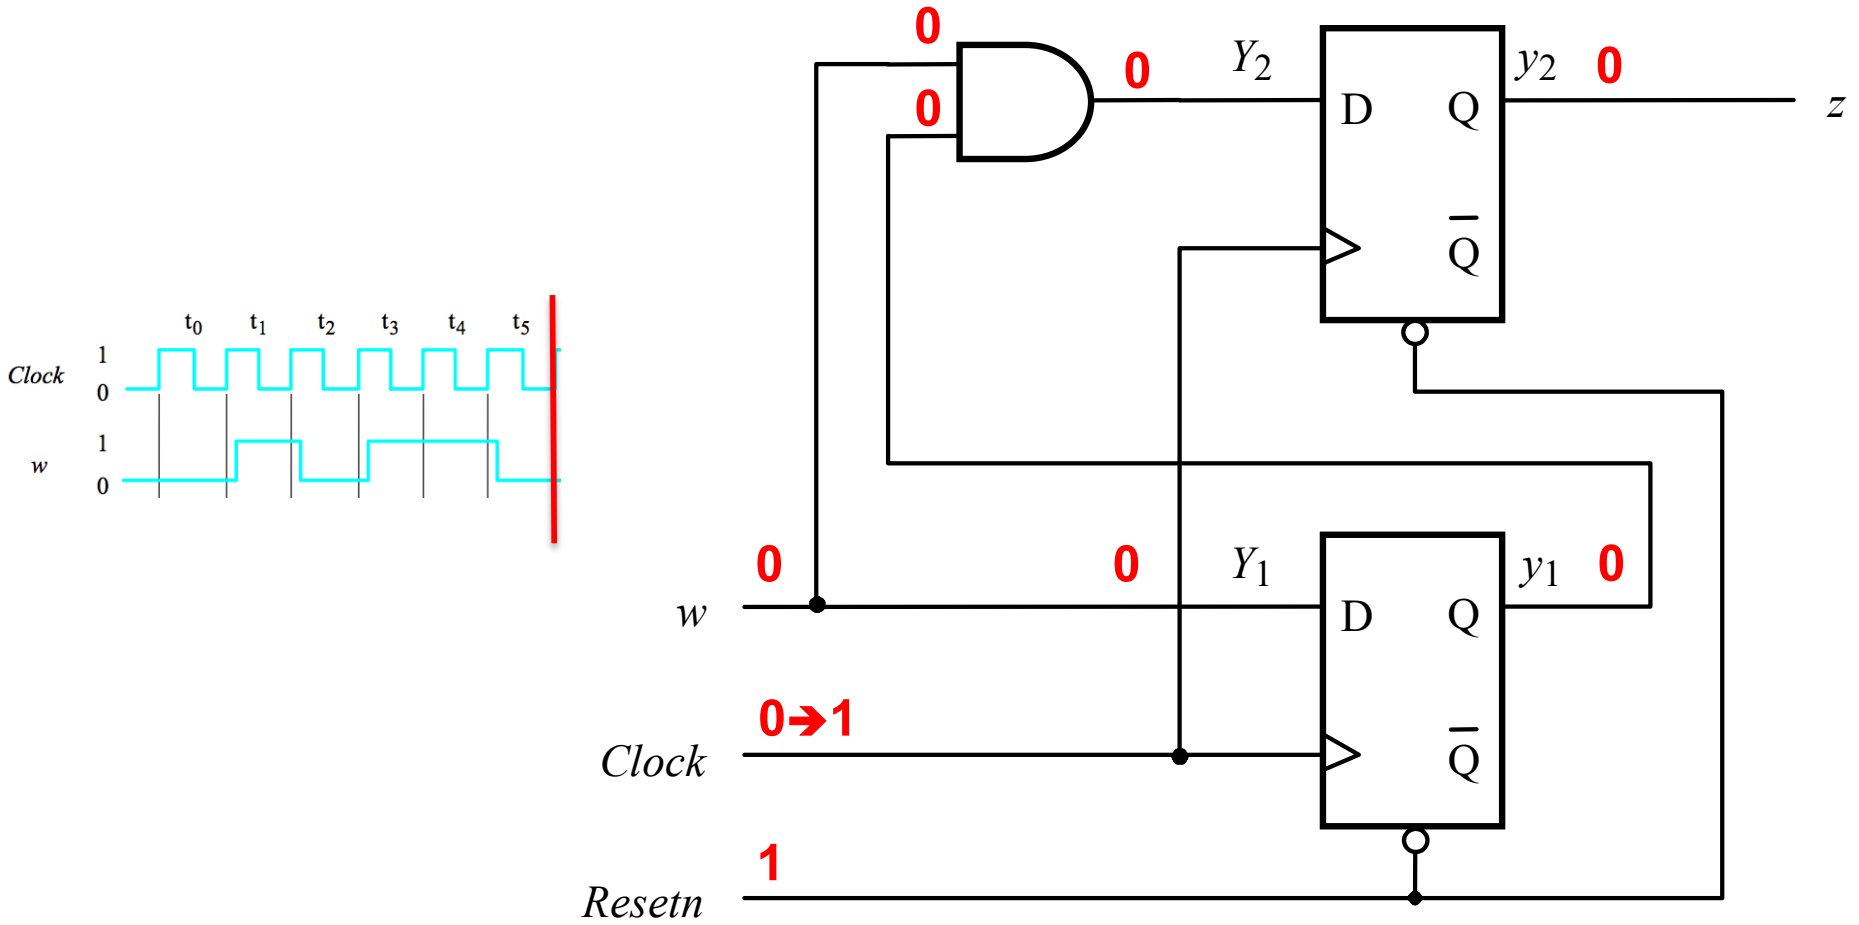 0
0
0 Y₂ y₂ 0
D Q z
Q̅
t₀ t₁ t₂ t₃ t₄ t₅
Clock 1
0
w 1
0
0 0 Y₁ y₁ 0
w D Q
0➔1
Clock Q̅
1
Resetn